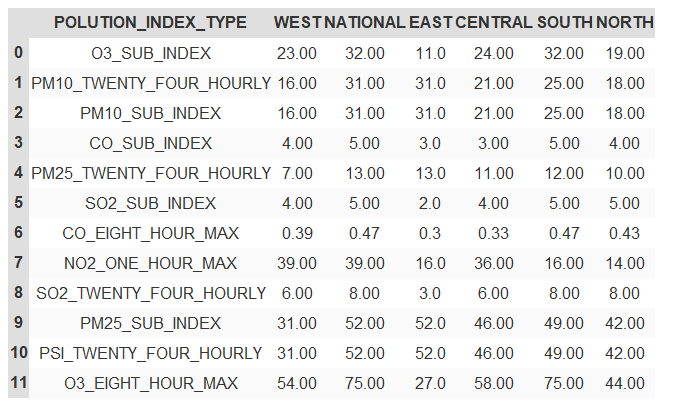 POLUTION_INDEX_TYPE WEST NATIONAL EAST CENTRAL SOUTH NORTH
0 O3_SUB_INDEX 23.00 32.00 11.0 24.00 32.00 19.00
1 PM10_TWENTY_FOUR_HOURLY 16.00 31.00 31.0 21.00 25.00 18.00
2 PM10_SUB_INDEX 16.00 31.00 31.0 21.00 25.00 18.00
3 CO_SUB_INDEX 4.00 5.00 3.0 3.00 5.00 4.00
4 PM25_TWENTY_FOUR_HOURLY 7.00 13.00 13.0 11.00 12.00 10.00
5 SO2_SUB_INDEX 4.00 5.00 2.0 4.00 5.00 5.00
6 CO_EIGHT_HOUR_MAX 0.39 0.47 0.3 0.33 0.47 0.43
7 NO2_ONE_HOUR_MAX 39.00 39.00 16.0 36.00 16.00 14.00
8 SO2_TWENTY_FOUR_HOURLY 6.00 8.00 3.0 6.00 8.00 8.00
9 PM25_SUB_INDEX 31.00 52.00 52.0 46.00 49.00 42.00
10 PSI_TWENTY_FOUR_HOURLY 31.00 52.00 52.0 46.00 49.00 42.00
11 O3_EIGHT_HOUR_MAX 54.00 75.00 27.0 58.00 75.00 44.00